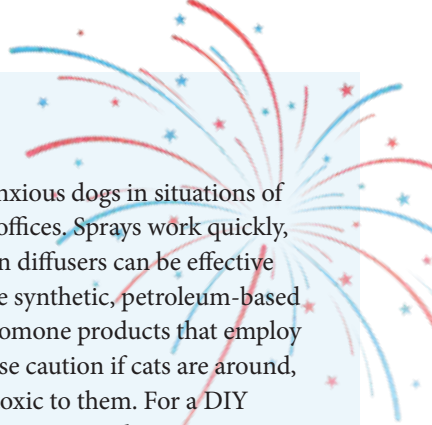 nxious dogs in situations of
offices. Sprays work quickly,
n diffusers can be effective
e synthetic, petroleum-based
omone products that employ
se caution if cats are around,
oxic to them. For a DIY